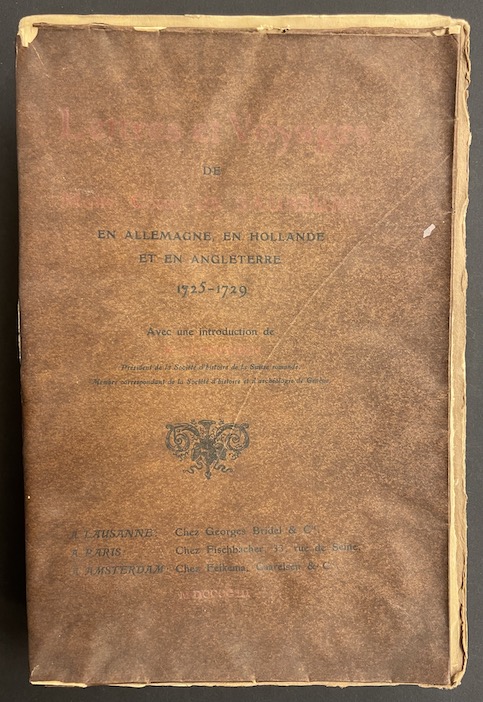 Lettres et Voyages
DE
EN ALLEMAGNE, EN HOLLANDE
ET EN ANGLETERRE
1725-1729
Avec une introduction de
Président de la Société d'histoire de la Suisse romande
Membre correspondant de la Société d'histoire et d'archéologie de Genève
A LAUSANNE: Chez Georges Bridel & Cie.
A PARIS: Chez Fischbacher, 33, rue de Seine.
A AMSTERDAM: Chez Feikema, Caarelsen & C